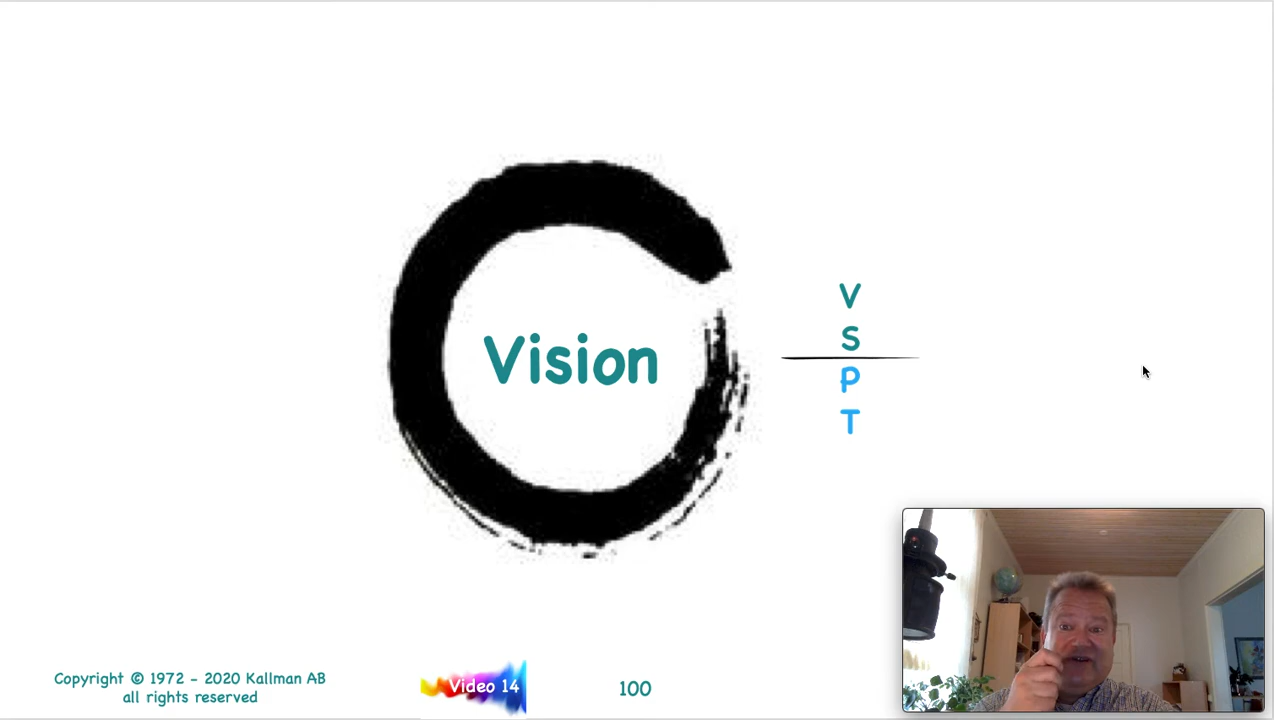 Vision
V
S
P
T
Copyright © 1972 - 2020 Kallman AB
all rights reserved
Video 14
100